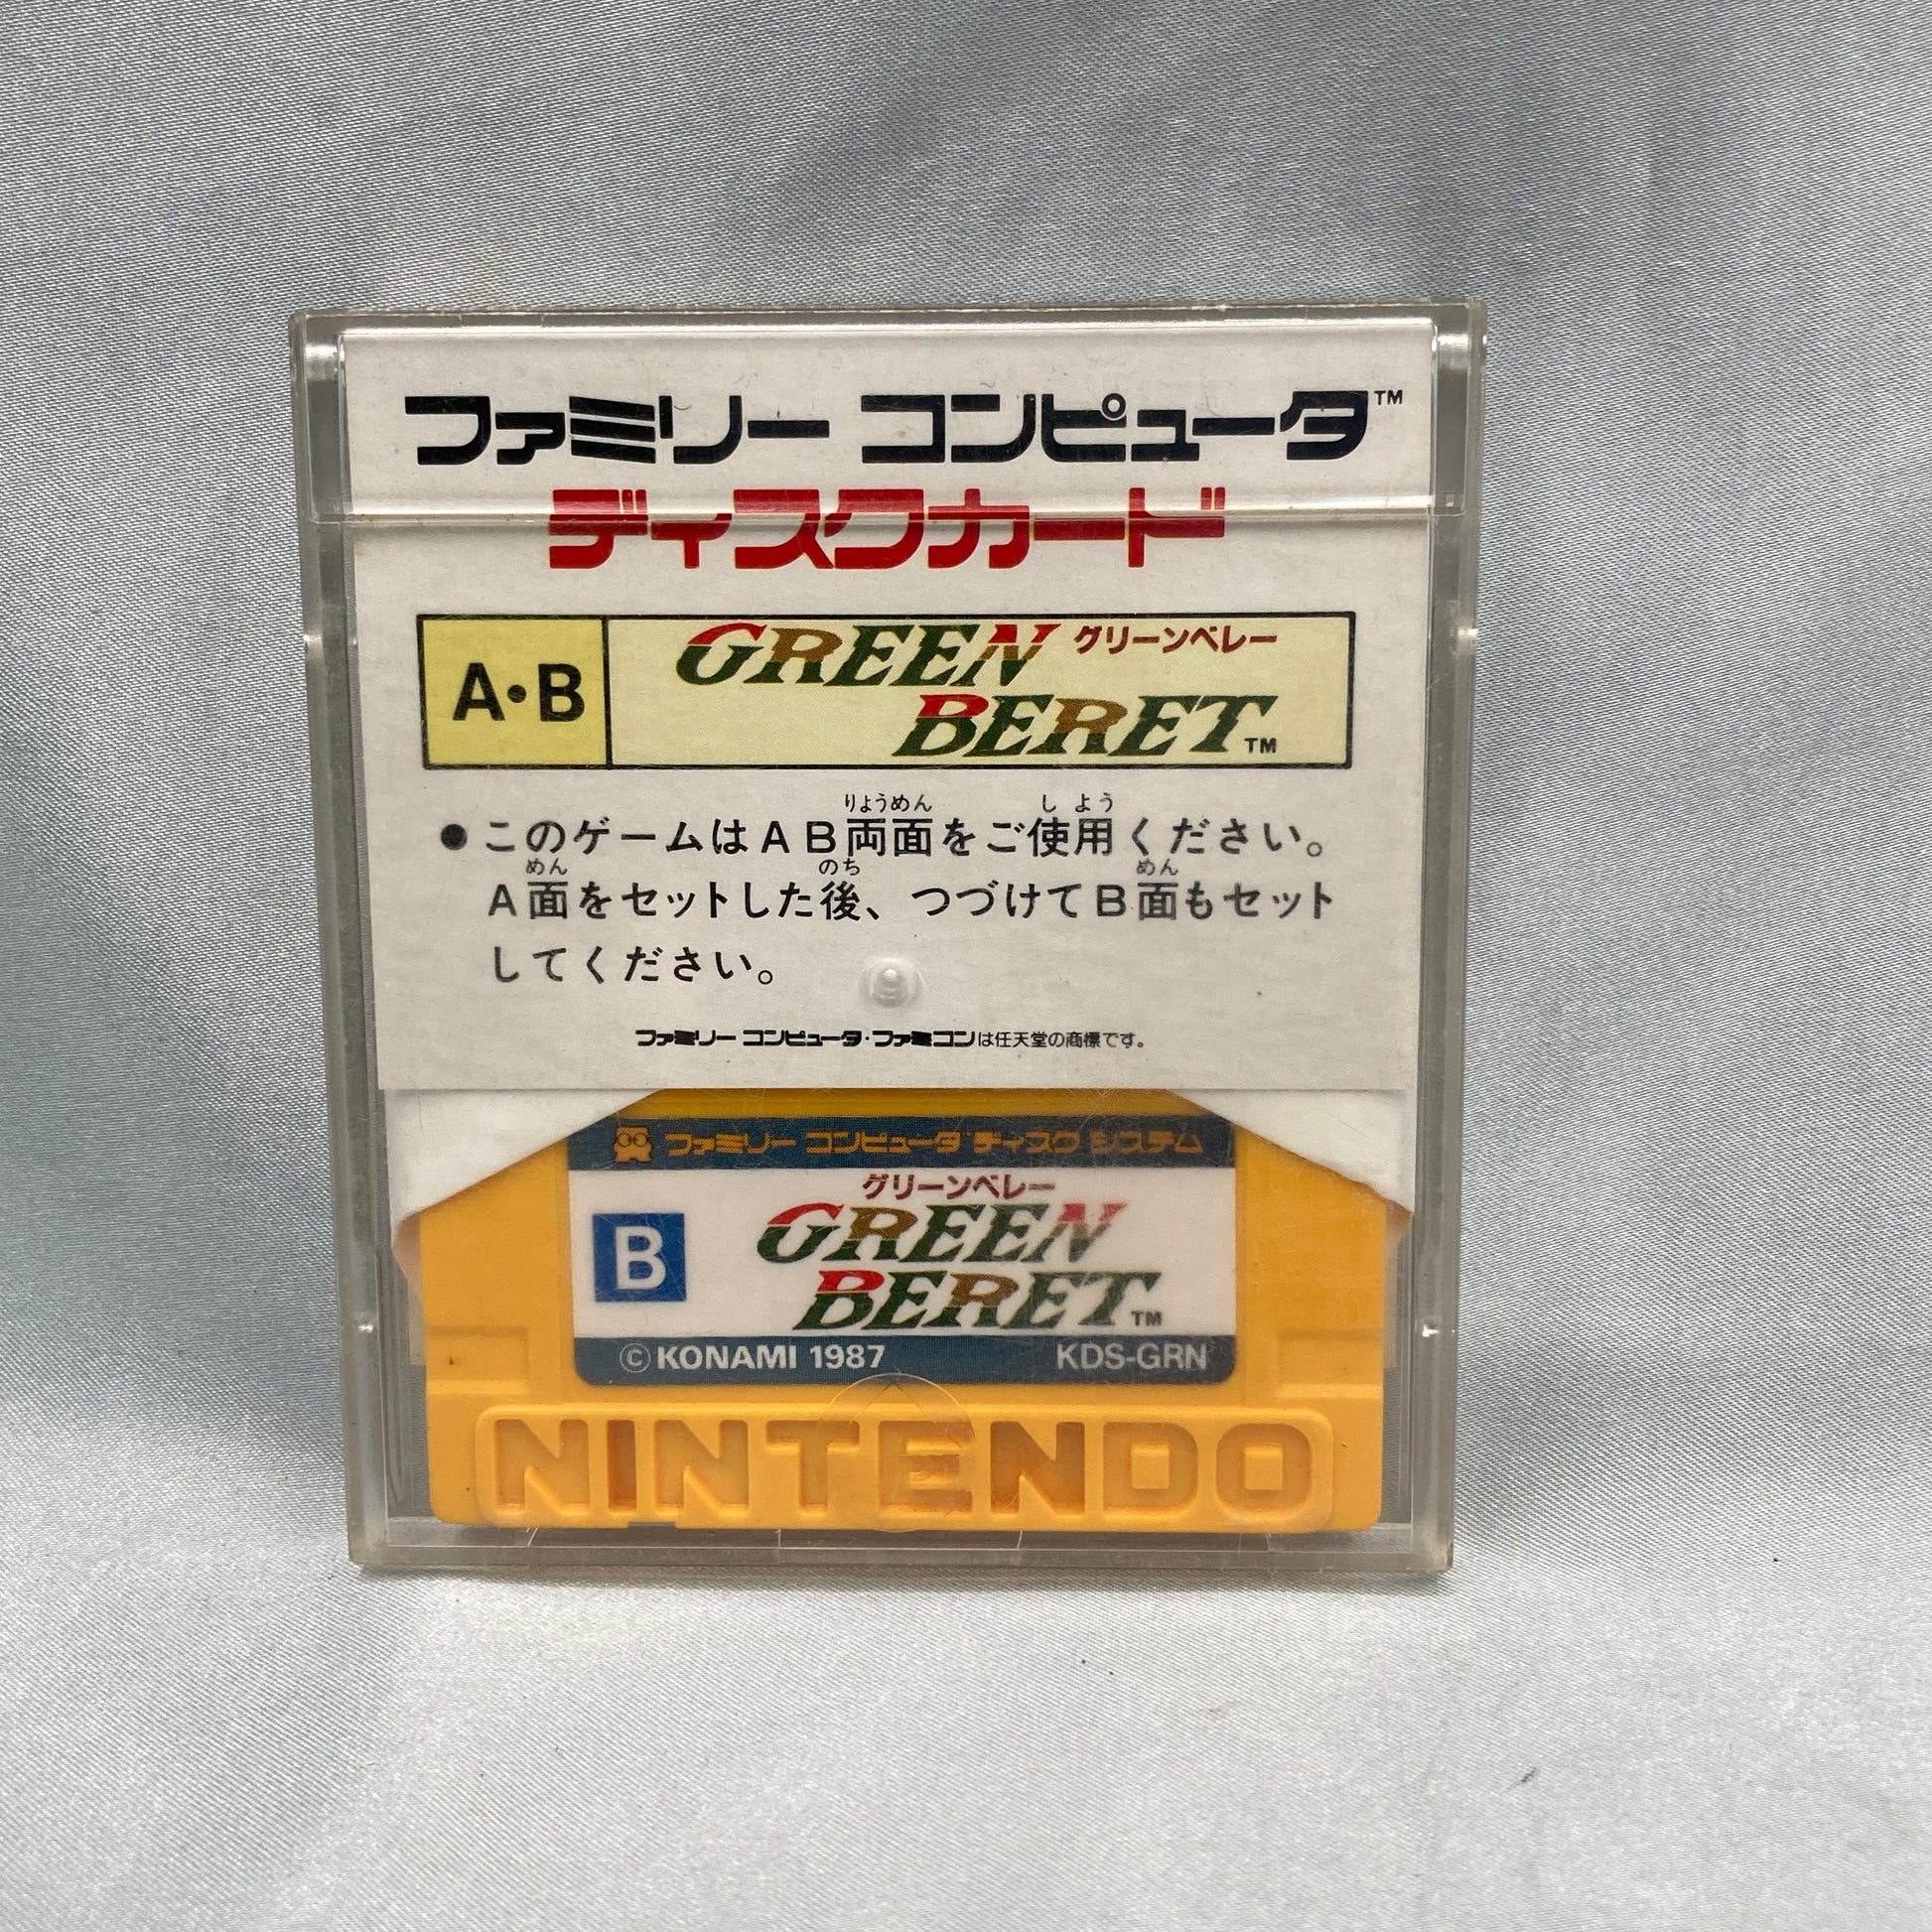 ファミリー コンピュータ™
ディスクカード
A・B
GREEN グリーンベレー
BERET™
りょうめん しよう
●このゲームはAB両面をご使用ください。
めん のち めん
A面をセットした後、つづけてB面もセット
してください。
ファミリー コンピュータ・ファミコンは任天堂の商標です。
ファミリー コンピュータ ディスク システム
グリーンベレー
B
GREEN
BERET™
©KONAMI 1987 KDS-GRN
NINTENDO